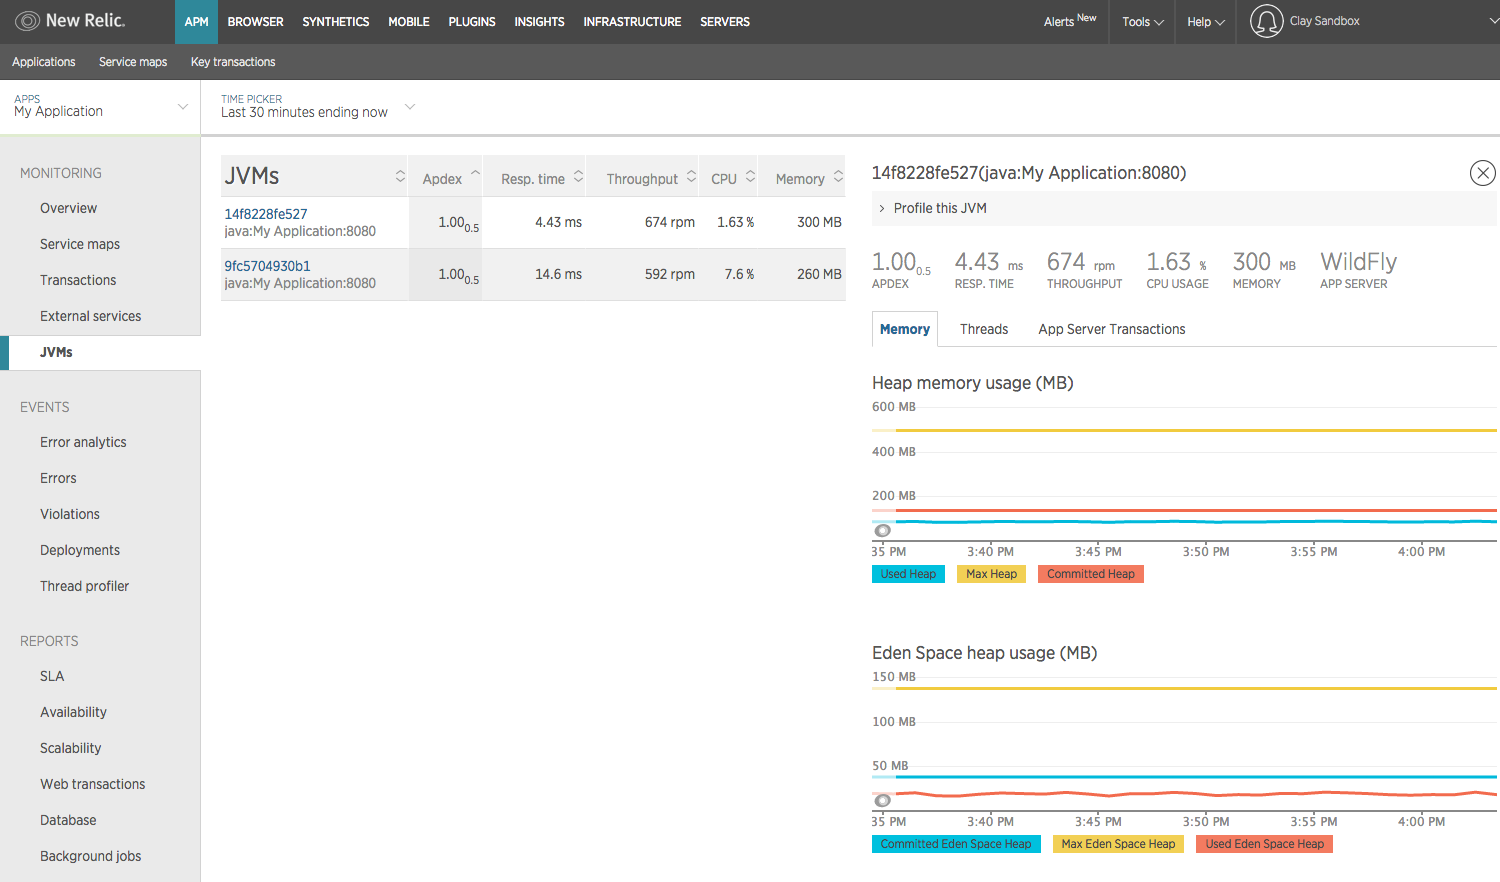 New Relic.
APM BROWSER SYNTHETICS MOBILE PLUGINS INSIGHTS INFRASTRUCTURE SERVERS
Alerts New Tools Help Clay Sandbox
Applications Service maps Key transactions
APPS
My Application
TIME PICKER
Last 30 minutes ending now
MONITORING
Overview
Service maps
Transactions
External services
JVMs
EVENTS
Error analytics
Errors
Violations
Deployments
Thread profiler
REPORTS
SLA
Availability
Scalability
Web transactions
Database
Background jobs
JVMs Apdex Resp. time Throughput CPU Memory
14f8228fe527
java:My Application:8080
1.00 0.5 4.43 ms 674 rpm 1.63 % 300 MB
9fc5704930b1
java:My Application:8080
1.00 0.5 14.6 ms 592 rpm 7.6 % 260 MB
14f8228fe527(java:My Application:8080)
Profile this JVM
1.00 0.5 4.43 ms 674 rpm 1.63 % 300 MB WildFly
APDEX RESP. TIME THROUGHPUT CPU USAGE MEMORY APP SERVER
Memory Threads App Server Transactions
Heap memory usage (MB)
600 MB
400 MB
200 MB
35 PM 3:40 PM 3:45 PM 3:50 PM 3:55 PM 4:00 PM
Used Heap Max Heap Committed Heap
Eden Space heap usage (MB)
150 MB
100 MB
50 MB
35 PM 3:40 PM 3:45 PM 3:50 PM 3:55 PM 4:00 PM
Committed Eden Space Heap Max Eden Space Heap Used Eden Space Heap